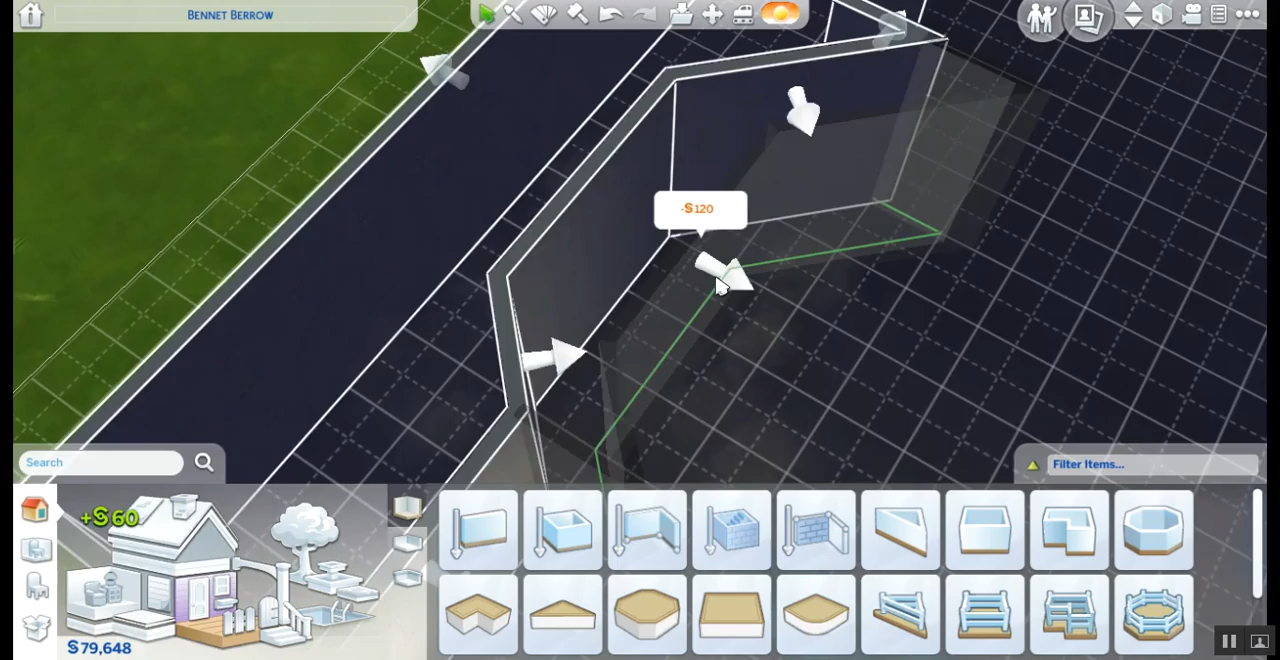 BENNET BERROW
-§120
Search
Filter Items...
+§60
§79,648